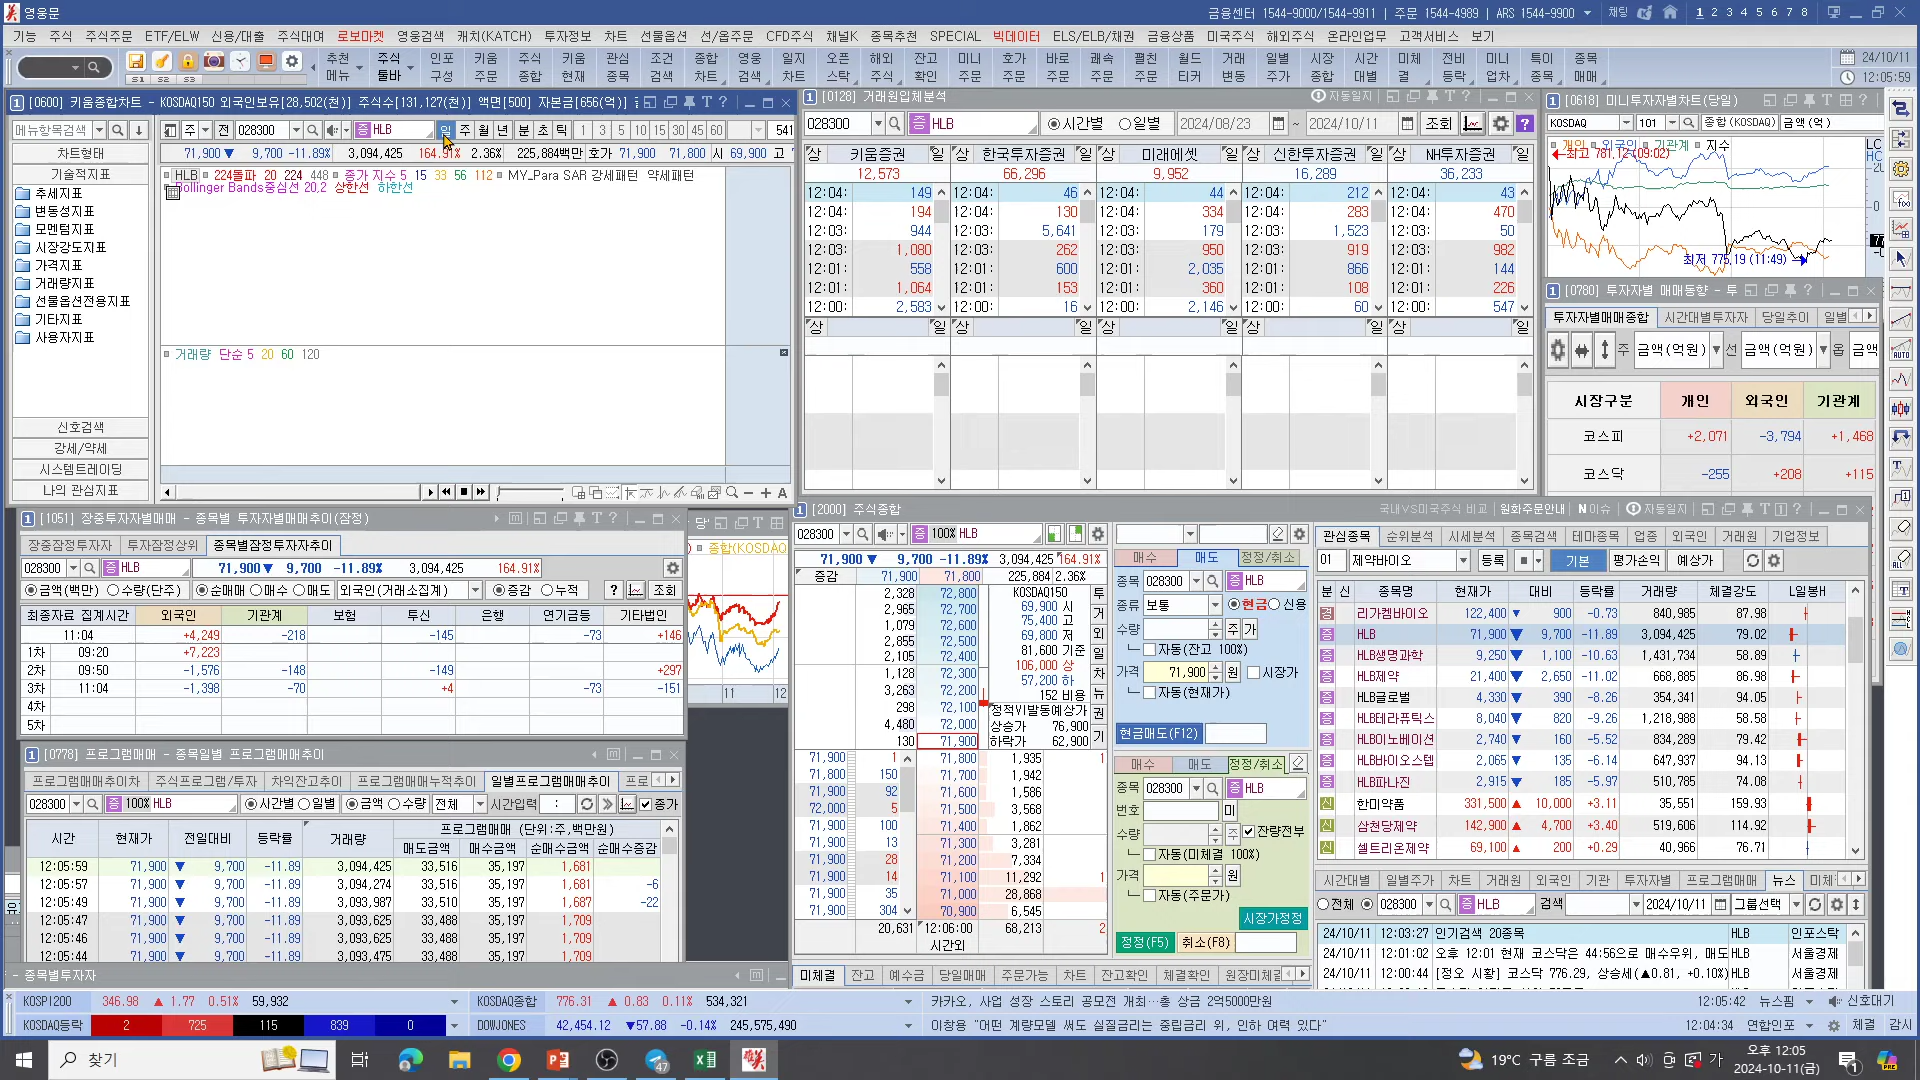 영웅문
금융센터 1544-9000/1544-9911 | 주문 1544-4989 | ARS 1544-9900 채팅 1 2 3 4 5 6 7 8
기능 주식 주식주문 ETF/ELW 신용/대출 주식대여 로보마켓 영웅검색 캐치(KATCH) 투자정보 차트 선물옵션 선/옵주문 CFD주식 채널K 종목추천 SPECIAL 빅데이터 ELS/ELB/채권 금융상품 미국주식 해외주식 온라인업무 고객서비스 보기
추천 메뉴 주식 툴바 인포 구성 키움 주문 주식 종합 키움 현재 관심 종목 조건 검색 종합 차트 영웅 검색 일지 차트 오픈 스탁 해외 주식 잔고 확인 미니 주문 호가 주문 바로 주문 쾌속 주문 펼친 주문 월드 티커 거래 변동 일별 주가 시장 종합 시간 대별 미체 결 전비 등락 미니 업차 특이 종목 종목 매매
S1 S2 S3
24/10/11
12:05:59
[0600] 키움종합차트 - KOSDAQ150 외국인보유[28,502(천)] 주식수[131,127(천)] 액면[500] 자본금[656(억)]
메뉴항목검색 주 전 028300 증 HLB 일 주 월 년 분 초 틱 1 3 5 10 15 30 45 60 541
71,900 ▼ 9,700 -11.89% 3,094,425 164.91% 2.36% 225,884백만 호가 71,900 71,800 시 69,900 고
차트형태
기술적지표
추세지표
변동성지표
모멘텀지표
시장강도지표
가격지표
거래량지표
선물옵션전용지표
기타지표
사용자지표
신호검색
강세/약세
시스템트레이딩
나의 관심지표
HLB 224돌파 20 224 448 종가 지수 5 15 33 56 112 MY_Para SAR 강세패턴 약세패턴
Bollinger Bands중심선 20,2 상한선 하한선
거래량 단순 5 20 60 120
[0128] 거래원입체분석 자동일지
028300 증 HLB 시간별 일별 2024/08/23 ~ 2024/10/11 조회
상 키움증권 일 상 한국투자증권 일 상 미래에셋 일 상 신한투자증권 일 상 NH투자증권 일
12,573 66,296 9,952 16,289 36,233
12:04: 149 12:04: 46 12:04: 44 12:04: 212 12:04: 43
12:04: 194 12:04: 130 12:04: 334 12:04: 283 12:04: 470
12:03: 944 12:03: 5,641 12:03: 179 12:03: 1,523 12:03: 50
12:03: 1,080 12:03: 262 12:03: 950 12:03: 919 12:03: 982
12:01: 558 12:01: 600 12:01: 2,035 12:01: 866 12:01: 144
12:01: 1,064 12:01: 153 12:01: 360 12:01: 108 12:01: 226
12:00: 2,583 12:00: 16 12:00: 2,146 12:00: 60 12:00: 547
상 일 상 일 상 일 상 일 상 일
[0618] 미니투자자별차트(당일)
KOSDAQ 101 종합(KOSDAQ) 금액(억)
개인 외국인 기관계 지수
최고 781.12 (09:02)
최저 775.19 (11:49)
[0780] 투자자별 매매동향 - 투
투자자별매매종합 시간대별투자자 당일추이 일별
주 금액(억원) 선 금액(억원) 옵 금액
시장구분 개인 외국인 기관계
코스피 +2,071 -3,794 +1,468
코스닥 -255 +208 +115
[1051] 장중투자자별매매 - 종목별 투자자별매매추이(잠정)
장중잠정투자자 투자잠정상위 종목별잠정투자자추이
028300 증 HLB 71,900▼ 9,700 -11.89% 3,094,425 164.91%
금액(백만) 수량(단주) 순매수 매수 매도 외국인(거래소집계) 증감 누적 ? 조회
최종자료 집계시간 외국인 기관계 보험 투신 은행 연기금등 기타법인
11:04 +4,249 -218 -145 -73 +146
1차 09:20 +7,223
2차 09:50 -1,576 -148 -149 +297
3차 11:04 -1,398 -70 +4 -73 -151
4차
5차
종합(KOSDAQ
11 12
[0778] 프로그램매매 - 종목일별 프로그램매매추이
프로그램매매추이차 주식프로그램/투자 차익잔고추이 프로그램매매누적추이 일별프로그램매매추이 프로
028300 증 100% HLB 시간별 일별 금액 수량 전체 시간입력 : 종가
시간 현재가 전일대비 등락률 거래량 프로그램매매 (단위:주,백만원)
매도금액 매수금액 순매수금액 순매수증감
12:05:59 71,900 ▼ 9,700 -11.89 3,094,425 33,516 35,197 1,681
12:05:57 71,900 ▼ 9,700 -11.89 3,094,274 33,516 35,197 1,681 -6
12:05:49 71,900 ▼ 9,700 -11.89 3,093,987 33,510 35,197 1,687 -22
12:05:47 71,900 ▼ 9,700 -11.89 3,093,625 33,488 35,197 1,709
12:05:46 71,900 ▼ 9,700 -11.89 3,093,625 33,488 35,197 1,709
12:05:44 71,900 ▼ 9,700 -11.89 3,093,475 33,488 35,197 1,709
- 종목별투자자
[2000] 주식종합 국내VS미국주식 비교 원화주문안내 N이슈 자동일지
028300 증 100% HLB
71,900 ▼ 9,700 -11.89% 3,094,425 164.91%
증감 71,900 71,800 225,884 2.36%
2,328 72,800 KOSDAQ150
2,965 72,700 69,900 시
1,079 72,600 75,400 고
2,855 72,500 69,800 저
2,105 72,400 81,600 기준
1,128 72,300 106,000 상
3,263 72,200 57,200 하
298 72,100 152 비용
4,480 72,000 정적VI발동예상가
130 71,900 상승가 76,900
하락가 62,900
투 거 외 일 차 뉴 권 기
71,900 1 71,800 1,935 1
71,800 150 71,700 1,942
71,900 92 71,600 1,586
72,000 5 71,500 3,568
71,900 100 71,400 1,862
71,900 13 71,300 3,281
71,900 28 71,200 7,334
71,900 14 71,100 11,292 1
71,900 35 71,000 28,868
71,900 304 70,900 6,545
20,631 12:06:00 68,213 2
시간외
매수 매도 정정/취소
종목 028300 증 HLB
종류 보통 현금 신용
수량 주 가
자동(잔고 100%)
가격 71,900 원 시장가
자동(현재가)
현금매도(F12)
매수 매도 정정/취소
종목 028300 증 HLB
번호 미
수량 주 잔량전부
자동(미체결 100%)
가격 원
자동(주문가)
시장가정정
정정(F5) 취소(F8)
미체결 잔고 예수금 당일매매 주문가능 차트 잔고확인 체결확인 원장미체결
관심종목 순위분석 시세분석 종목검색 테마종목 업종 외국인 거래원 기업정보
01 제약바이오 등록 기본 평가손익 예상가
분 신 종목명 현재가 대비 등락률 거래량 체결강도 L일봉H
경 리가켐바이오 122,400 ▼ 900 -0.73 840,985 87.98
증 HLB 71,900 ▼ 9,700 -11.89 3,094,425 79.02
증 HLB생명과학 9,250 ▼ 1,100 -10.63 1,431,734 58.89
증 HLB제약 21,400 ▼ 2,650 -11.02 668,885 86.98
증 HLB글로벌 4,330 ▼ 390 -8.26 354,341 94.05
증 HLB테라퓨틱스 8,040 ▼ 820 -9.26 1,218,988 58.58
증 HLB이노베이션 2,740 ▼ 160 -5.52 834,289 79.42
증 HLB바이오스텝 2,065 ▼ 135 -6.14 647,937 94.13
증 HLB파나진 2,915 ▼ 185 -5.97 510,785 74.08
신 한미약품 331,500 ▲ 10,000 +3.11 35,551 159.93
신 삼천당제약 142,900 ▲ 4,700 +3.40 519,606 114.92
신 셀트리온제약 69,100 ▲ 200 +0.29 40,966 76.71
시간대별 일별주가 차트 거래원 외국인 기관 투자자별 프로그램매매 뉴스 미체
전체 028300 증 HLB 검색 2024/10/11 그룹선택
24/10/11 12:03:27 인기검색 20종목 HLB 인포스탁
24/10/11 12:01:02 오후 12:01 현재 코스닥은 44:56으로 매수우위, 매도 HLB 서울경제
24/10/11 12:00:44 [정오 시황] 코스닥 776.29, 상승세(▲0.81, +0.10%) HLB 서울경제
KOSPI200 346.98 ▲ 1.77 0.51% 59,932 KOSDAQ종합 776.31 ▲ 0.83 0.11% 534,321 카카오, 사업 성장 스토리 공모전 개최…총 상금 2억5000만원 12:05:42 뉴스핌 신호대기
KOSDAQ등락 2 725 115 839 0 DOWJONES 42,454.12 ▼57.88 -0.14% 245,575,490 이창용 "어떤 계량모델 써도 실질금리는 중립금리 위, 인하 여력 있다" 12:04:34 연합인포 체결 감시
찾기 47 19°C 구름 조금 가 오후 12:05
2024-10-11(금) 1